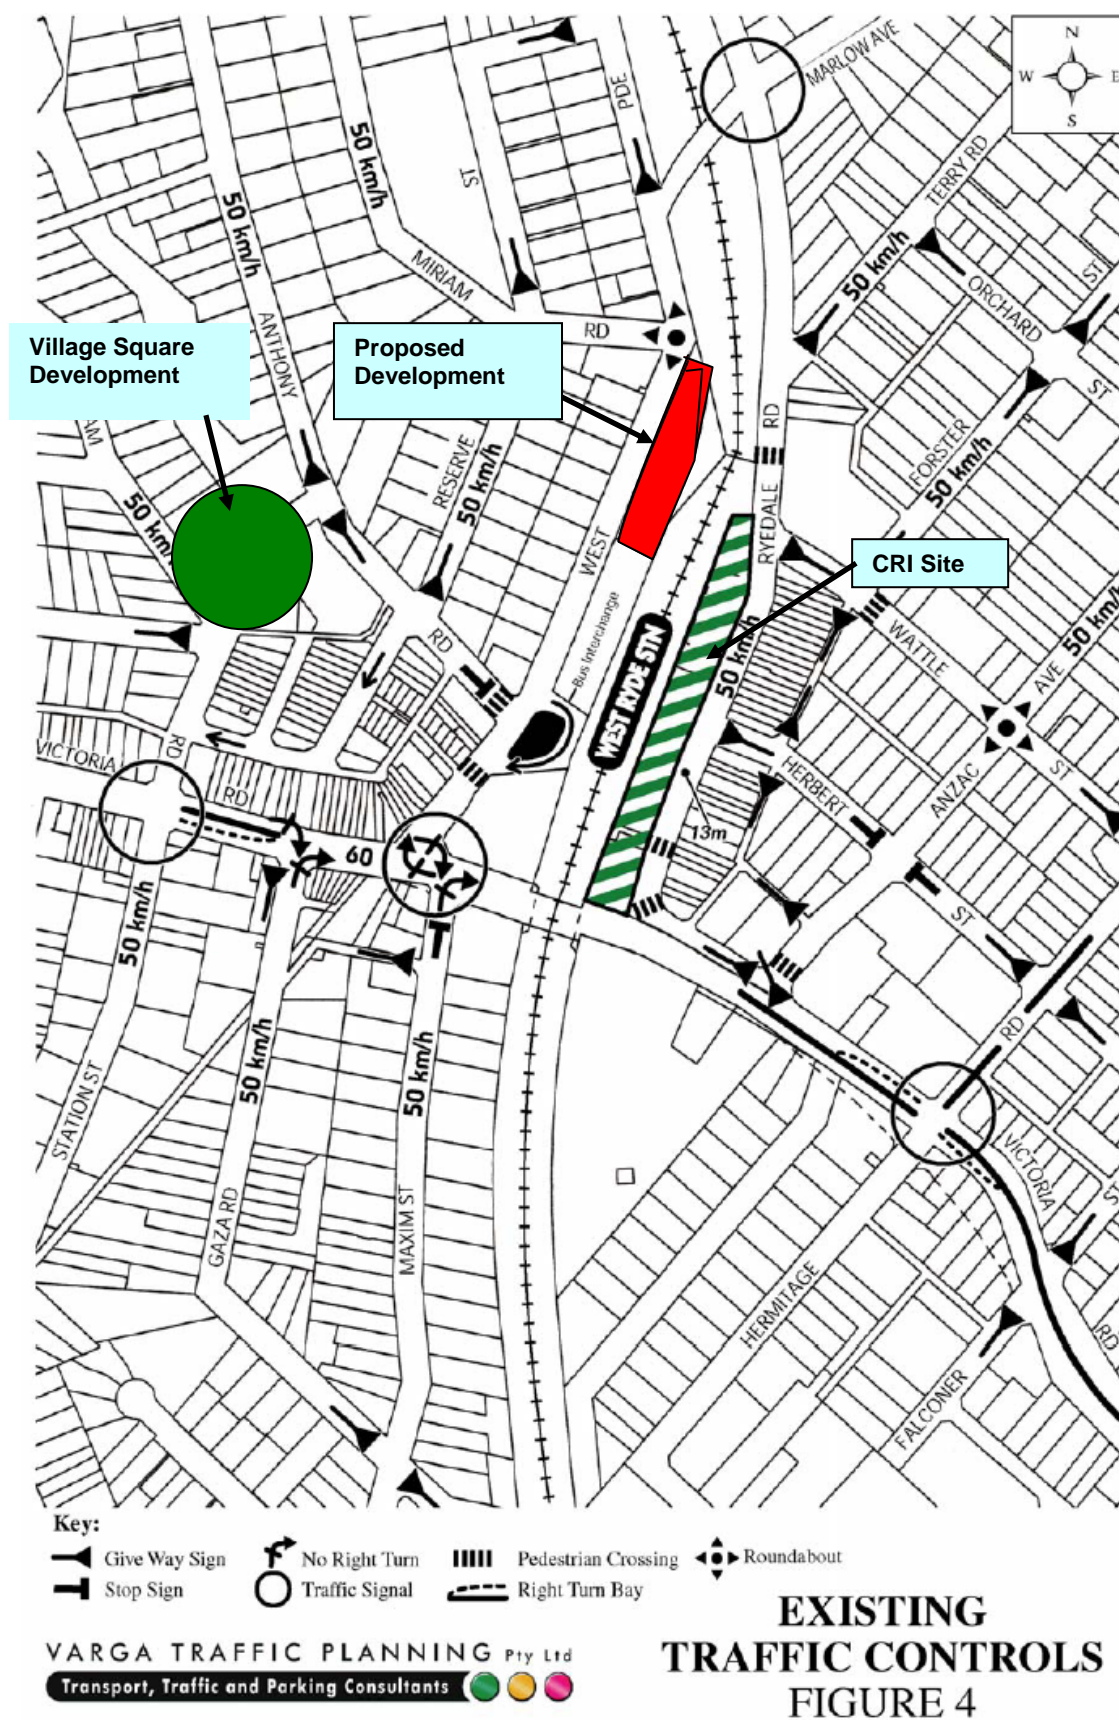 N
W E
S
MARLOW AVE
PDE
50 km/h
ST
TERRY RD
50 km/h
MIRIAM
50 km/h
ORCHARD
ST
RD
ANTHONY
Village Square
Development
Proposed
Development
ST
RD
AM
RESERVE
50 km/h
FORSTER
50 km/h
50 km/
WEST
RYEDALE
CRI Site
Bus Interchange
RD
WATTLE
AVE
50 km/h
WEST RYDE STN
50 km/h
VICTORIA
RD
RD
HERBERT
ANZAC
ST
13m
60
50 km/h
ST
50 km/h
50 km/h
RD
STATION ST
VICTORIA
ST
GAZA RD
MAXIM ST
HERMITAGE
RD
FALCONER
Key:
Give Way Sign
No Right Turn
Pedestrian Crossing
Roundabout
Stop Sign
Traffic Signal
Right Turn Bay
EXISTING
TRAFFIC CONTROLS
FIGURE 4
VARGA TRAFFIC PLANNING Pty Ltd
Transport, Traffic and Parking Consultants